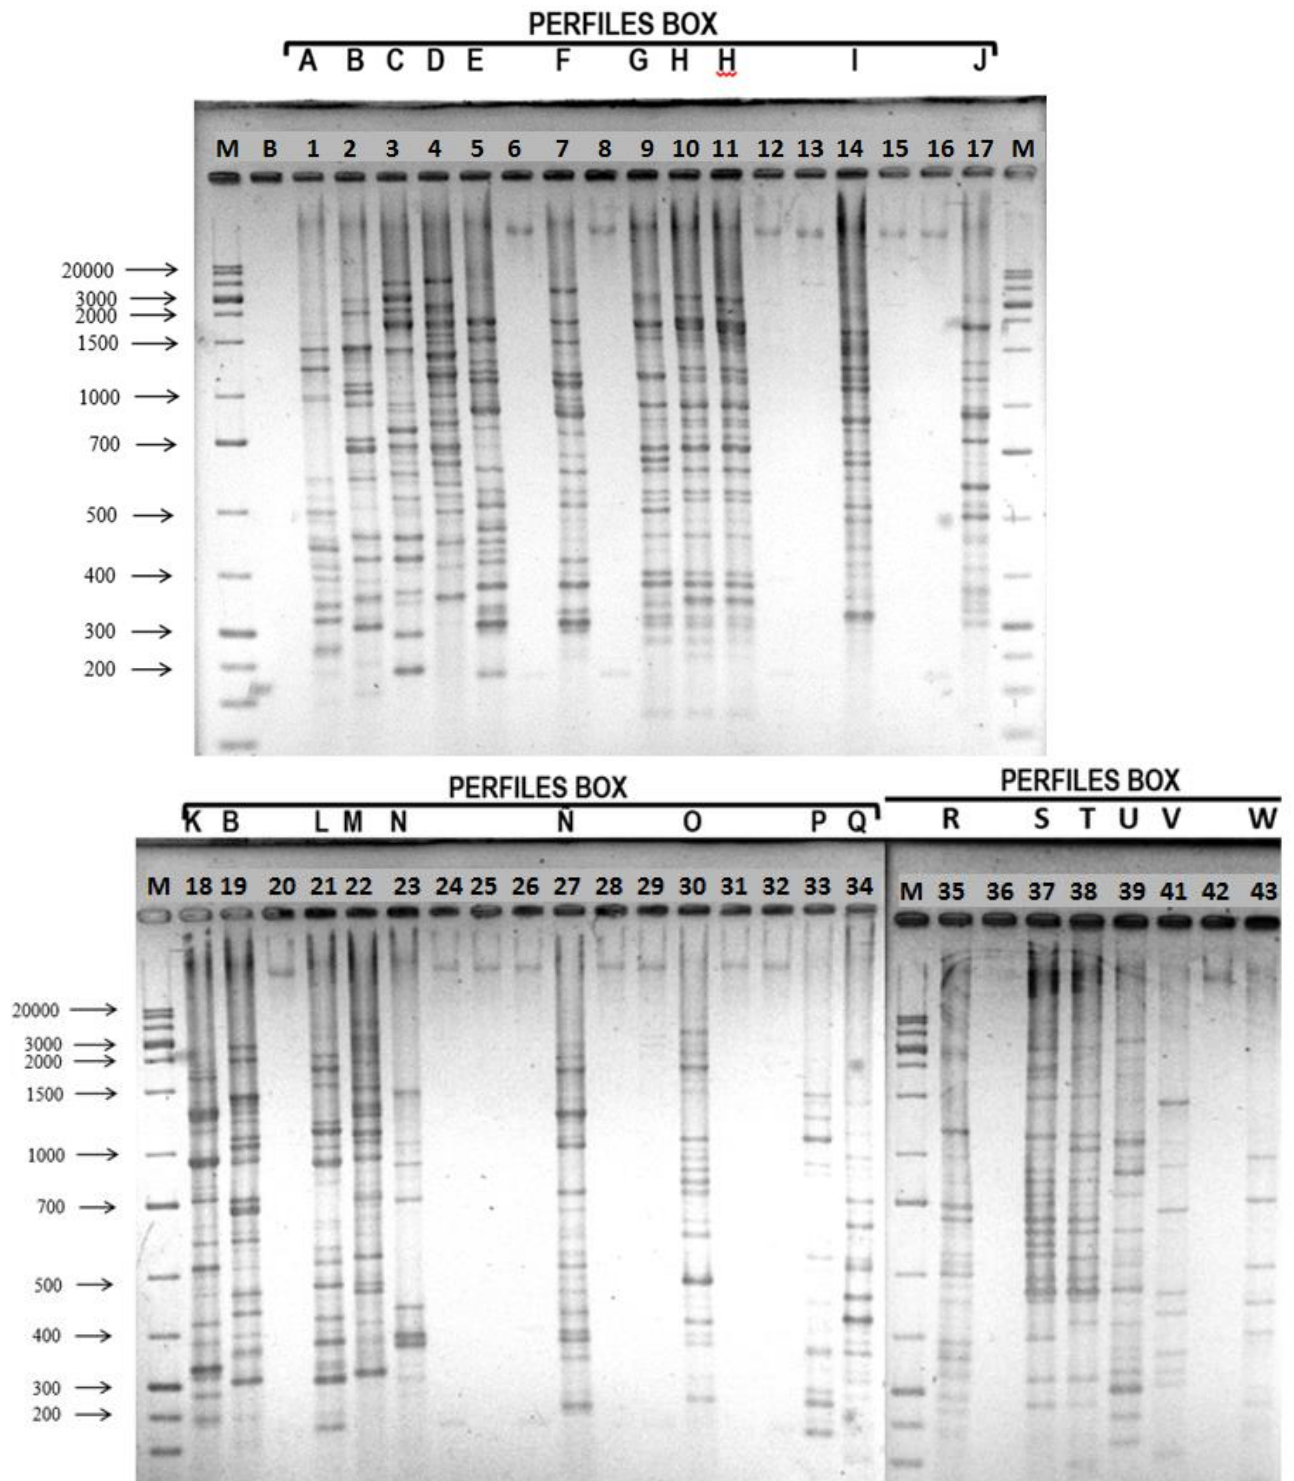 PERFILES BOX
A B C D E F G H H I J
M B 1 2 3 4 5 6 7 8 9 10 11 12 13 14 15 16 17 M
20000
3000
2000
1500
1000
700
500
400
300
200
PERFILES BOX
K B L M N Ñ O P Q
M 18 19 20 21 22 23 24 25 26 27 28 29 30 31 32 33 34
20000
3000
2000
1500
1000
700
500
400
300
200
PERFILES BOX
R S T U V W
M 35 36 37 38 39 41 42 43